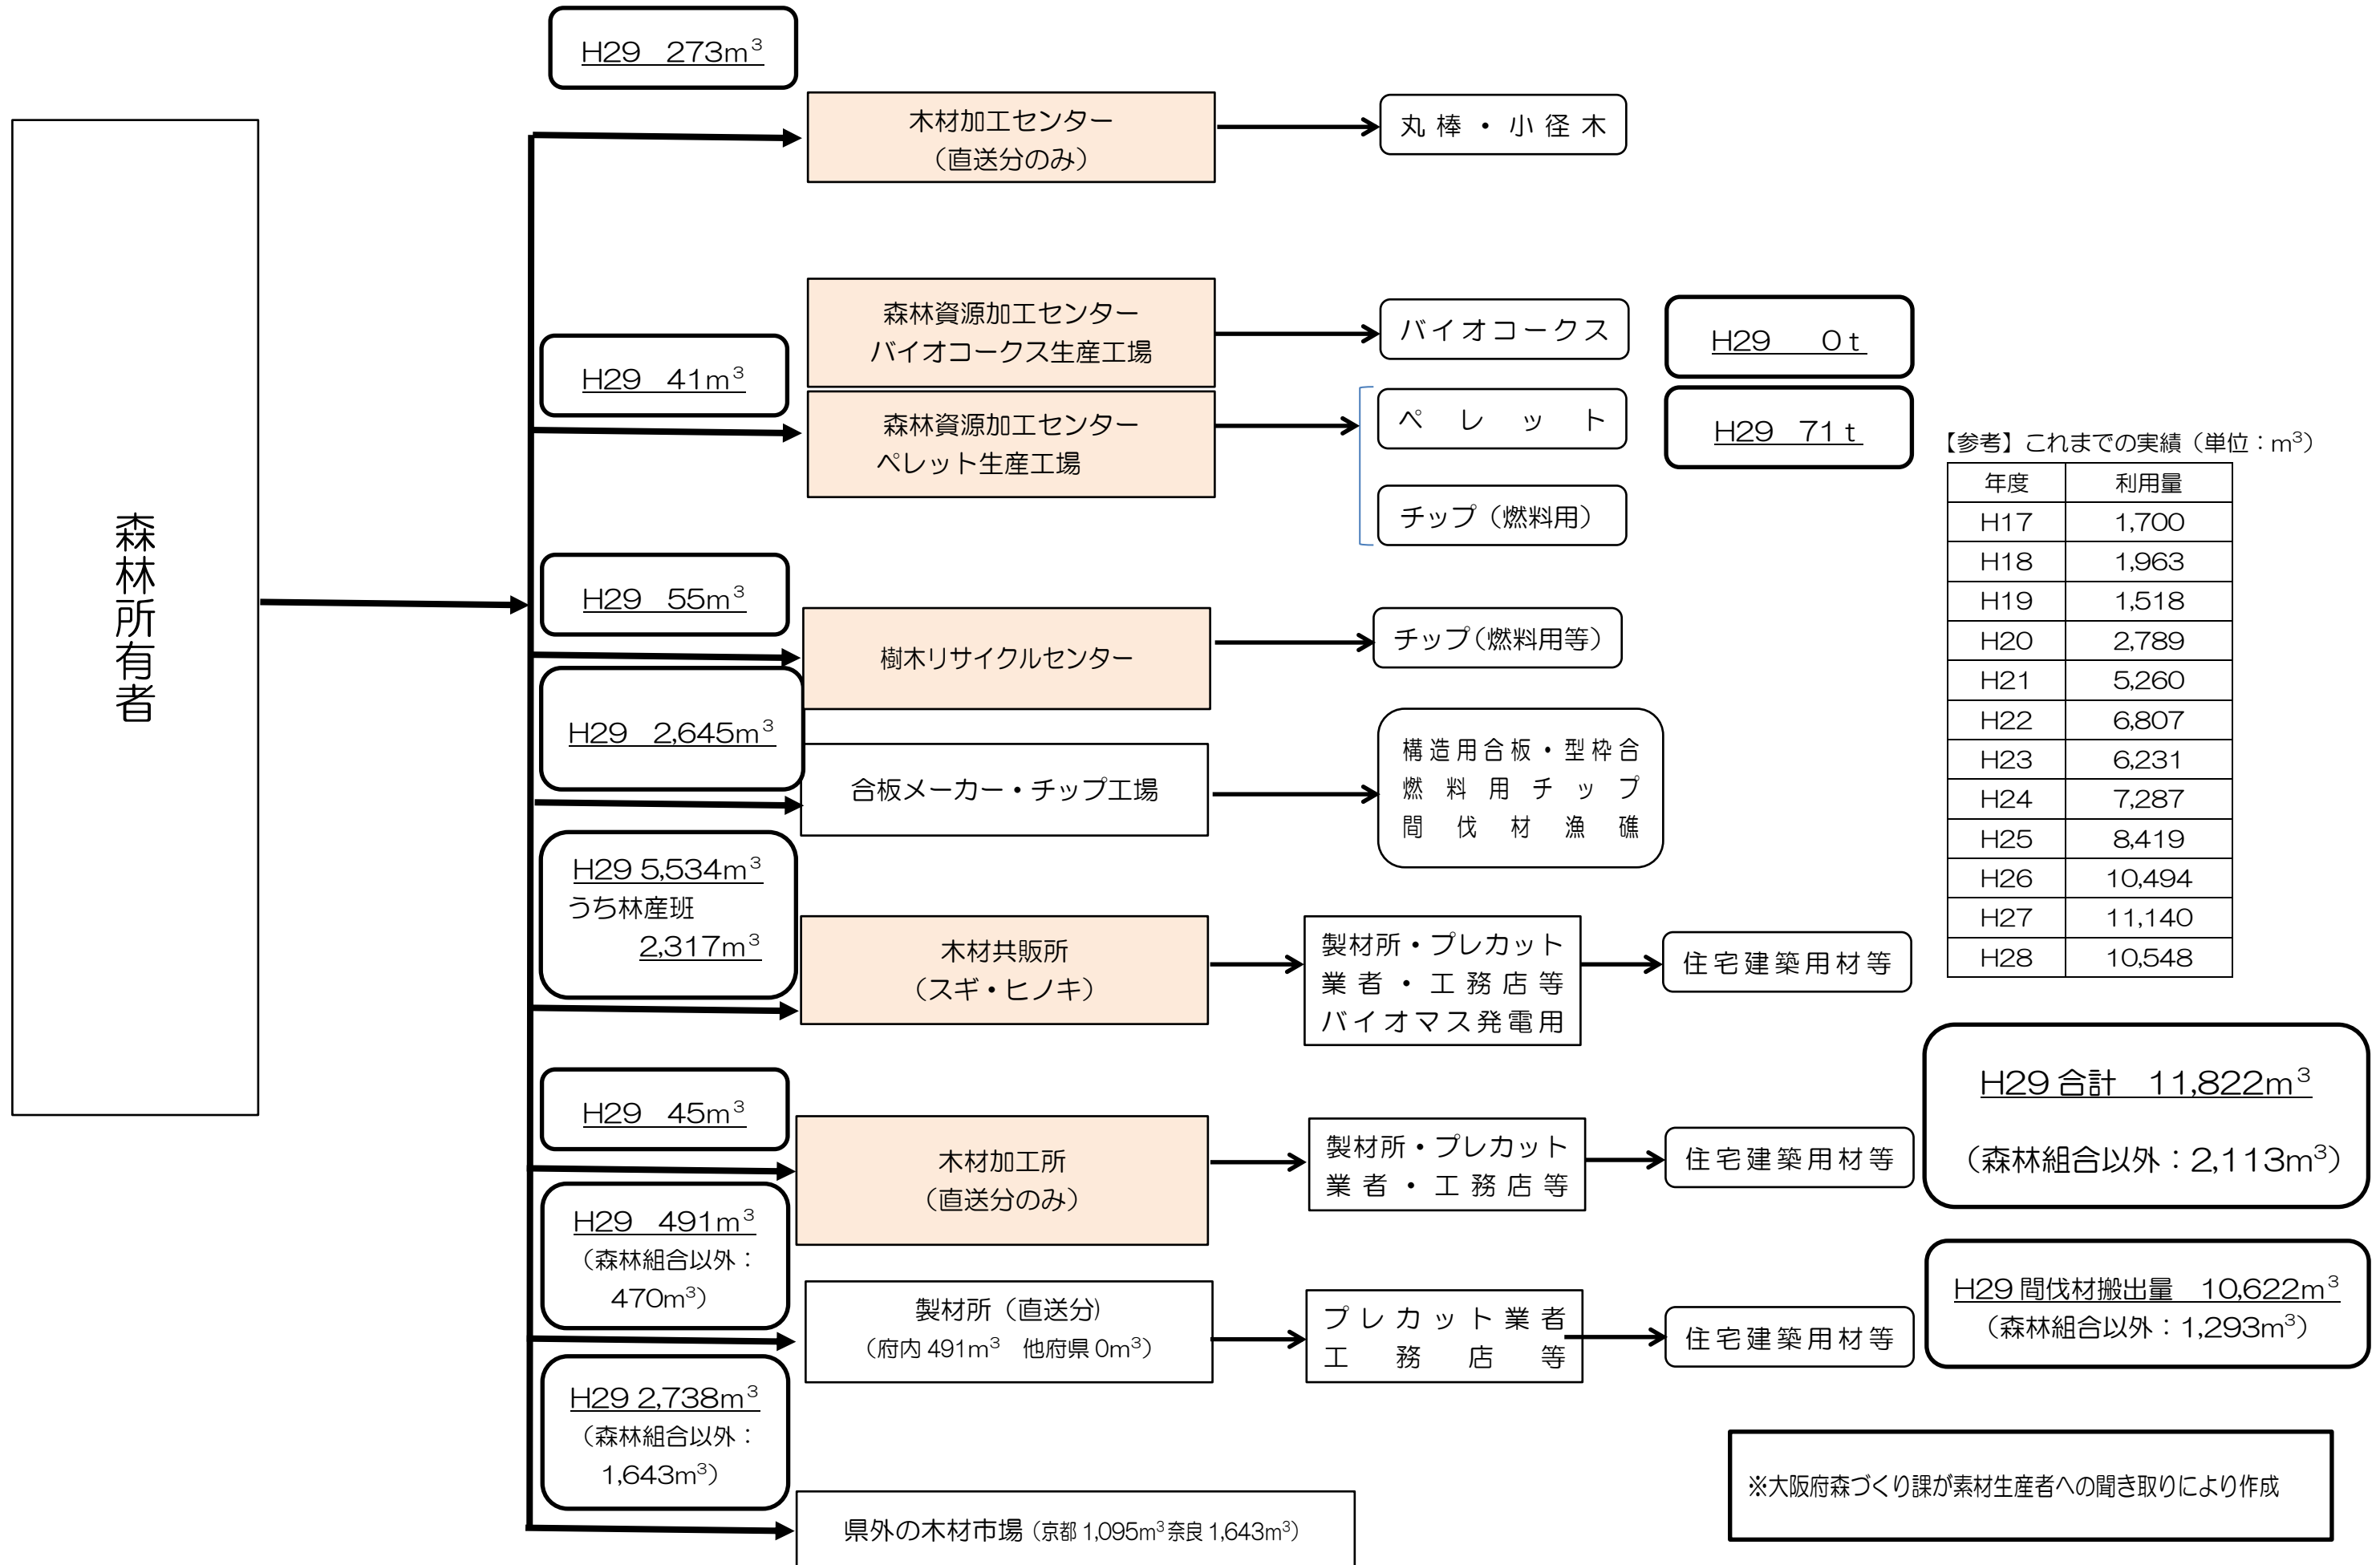 H29 273m³
木材加工センター
（直送分のみ）
丸棒・小径木
森林所有者
森林資源加工センター
バイオコークス生産工場
バイオコークス
H29 0t
H29 41m³
森林資源加工センター
ペレット生産工場
ペレット
H29 71t
チップ（燃料用）
H29 55m³
樹木リサイクルセンター
チップ（燃料用等）
H29 2,645m³
合板メーカー・チップ工場
構造用合板・型枠合
燃料用チップ
間伐材漁礁
H29 5,534m³
うち林産班
2,317m³
木材共販所
（スギ・ヒノキ）
製材所・プレカット
業者・工務店等
バイオマス発電用
住宅建築用材等
H29 45m³
木材加工所
（直送分のみ）
製材所・プレカット
業者・工務店等
住宅建築用材等
H29 491m³
（森林組合以外：
470m³）
製材所（直送分）
（府内491m³ 他府県0m³）
プレカット業者
工務店等
住宅建築用材等
H29 2,738m³
（森林組合以外：
1,643m³）
県外の木材市場（京都1,095m³奈良1,643m³）
【参考】これまでの実績（単位：m³）
年度 利用量
H17 1,700
H18 1,963
H19 1,518
H20 2,789
H21 5,260
H22 6,807
H23 6,231
H24 7,287
H25 8,419
H26 10,494
H27 11,140
H28 10,548
H29合計 11,822m³
（森林組合以外：2,113m³）
H29間伐材搬出量 10,622m³
（森林組合以外：1,293m³）
※大阪府森づくり課が素材生産者への聞き取りにより作成